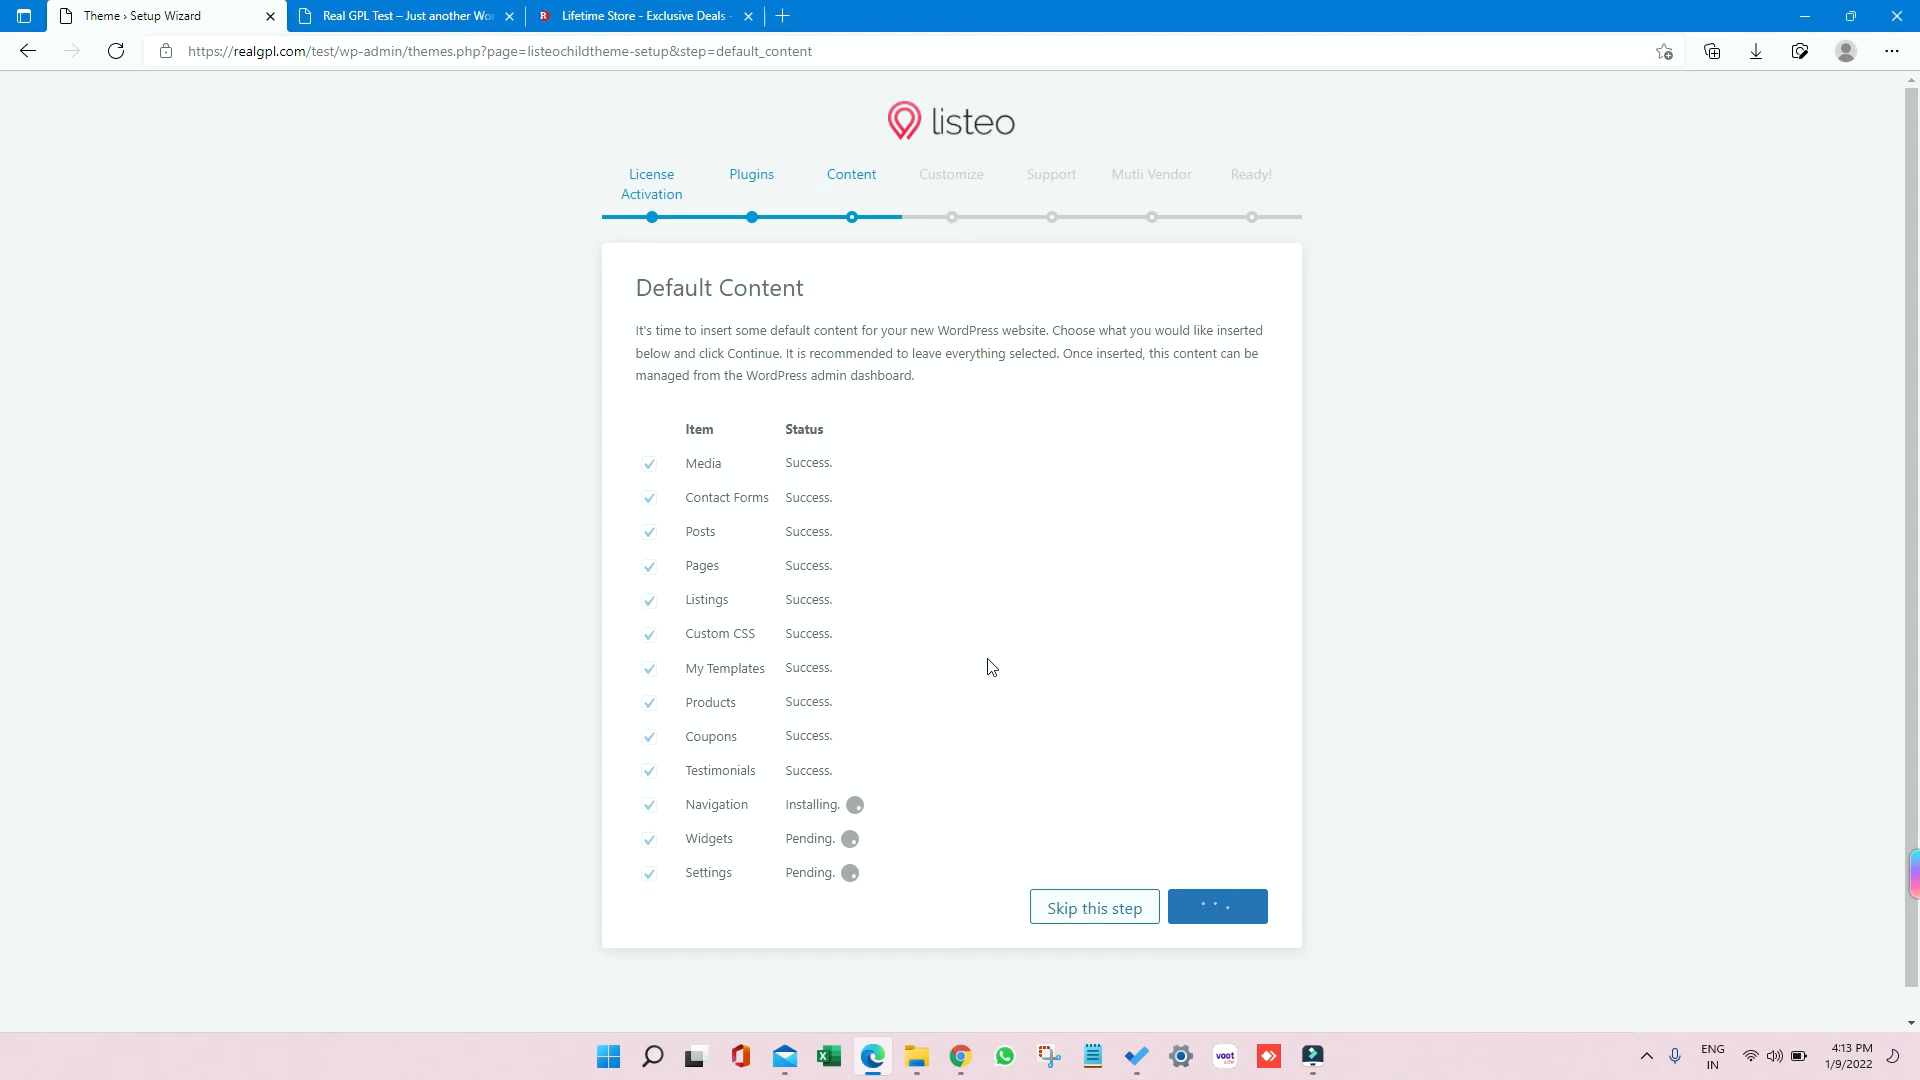 Theme › Setup Wizard
Real GPL Test – Just another Wo
Lifetime Store - Exclusive Deals -
https://realgpl.com/test/wp-admin/themes.php?page=listeochildtheme-setup&step=default_content
listeo
License Activation
Plugins
Content
Customize
Support
Mutli Vendor
Ready!
Default Content
It's time to insert some default content for your new WordPress website. Choose what you would like inserted
below and click Continue. It is recommended to leave everything selected. Once inserted, this content can be
managed from the WordPress admin dashboard.
Item Status
Media Success.
Contact Forms Success.
Posts Success.
Pages Success.
Listings Success.
Custom CSS Success.
My Templates Success.
Products Success.
Coupons Success.
Testimonials Success.
Navigation Installing.
Widgets Pending.
Settings Pending.
Skip this step
voot
ENG
IN
4:13 PM
1/9/2022